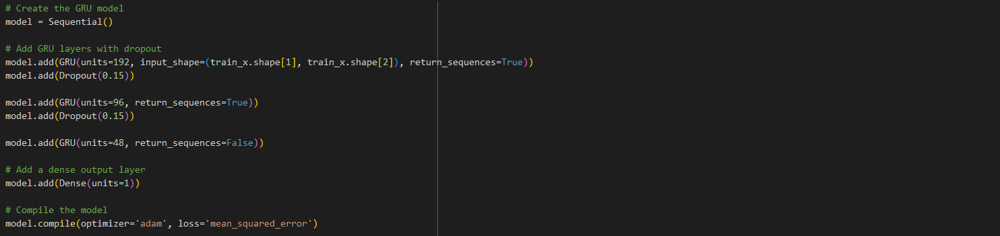 # Create the GRU model
model = Sequential()
# Add GRU layers with dropout
model.add(GRU(units=192, input_shape=(train_x.shape[1], train_x.shape[2]), return_sequences=True))
model.add(Dropout(0.15))
model.add(GRU(units=96, return_sequences=True))
model.add(Dropout(0.15))
model.add(GRU(units=48, return_sequences=False))
# Add a dense output layer
model.add(Dense(units=1))
# Compile the model
model.compile(optimizer='adam', loss='mean_squared_error')